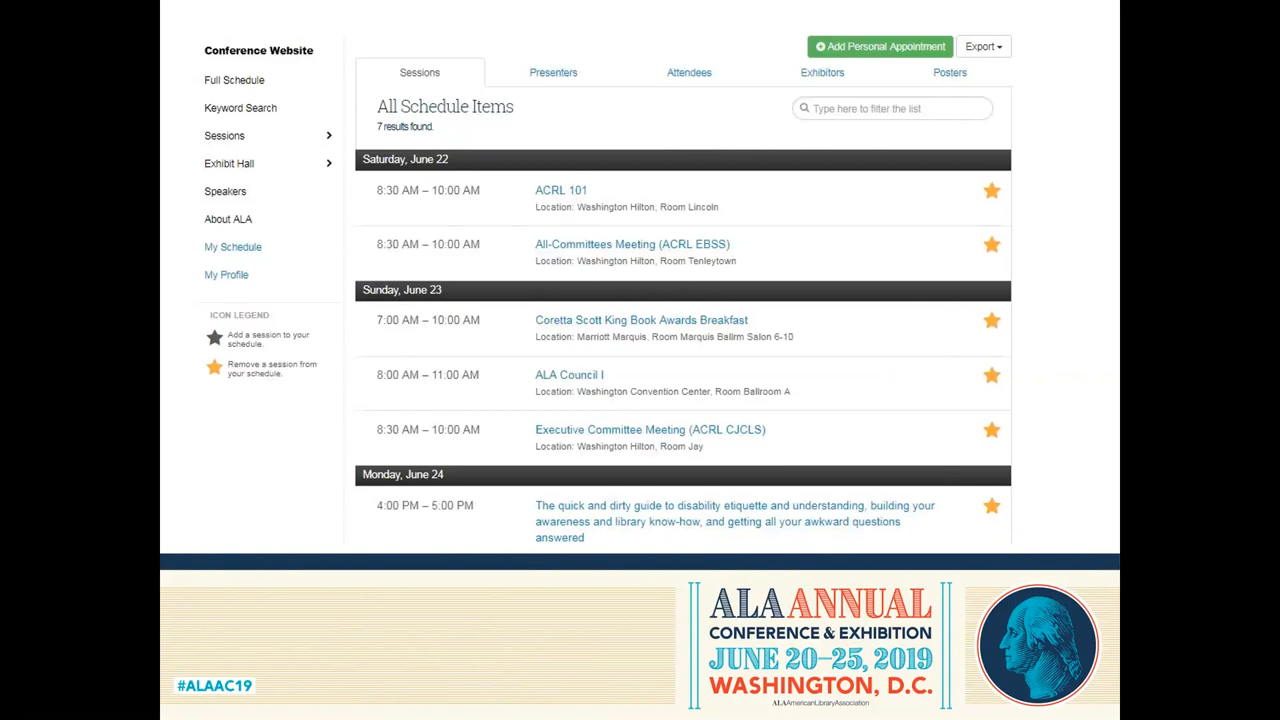 Conference Website
Full Schedule
Keyword Search
Sessions
Exhibit Hall
Speakers
About ALA
My Schedule
My Profile
ICON LEGEND
Add a session to your
schedule.
Remove a session from
your schedule.
Add Personal Appointment
Export
Sessions
Presenters
Attendees
Exhibitors
Posters
All Schedule Items
7 results found.
Type here to filter the list
Saturday, June 22
8:30 AM – 10:00 AM
ACRL 101
Location: Washington Hilton, Room Lincoln
8:30 AM – 10:00 AM
All-Committees Meeting (ACRL EBSS)
Location: Washington Hilton, Room Tenleytown
Sunday, June 23
7:00 AM – 10:00 AM
Coretta Scott King Book Awards Breakfast
Location: Marriott Marquis, Room Marquis Ballrm Salon 6-10
8:00 AM – 11:00 AM
ALA Council I
Location: Washington Convention Center, Room Ballroom A
8:30 AM – 10:00 AM
Executive Committee Meeting (ACRL CJCLS)
Location: Washington Hilton, Room Jay
Monday, June 24
4:00 PM – 5:00 PM
The quick and dirty guide to disability etiquette and understanding, building your
awareness and library know-how, and getting all your awkward questions
answered
#ALAAC19
ALA ANNUAL
CONFERENCE & EXHIBITION
JUNE 20–25, 2019
WASHINGTON, D.C.
ALAAmericanLibraryAssociation